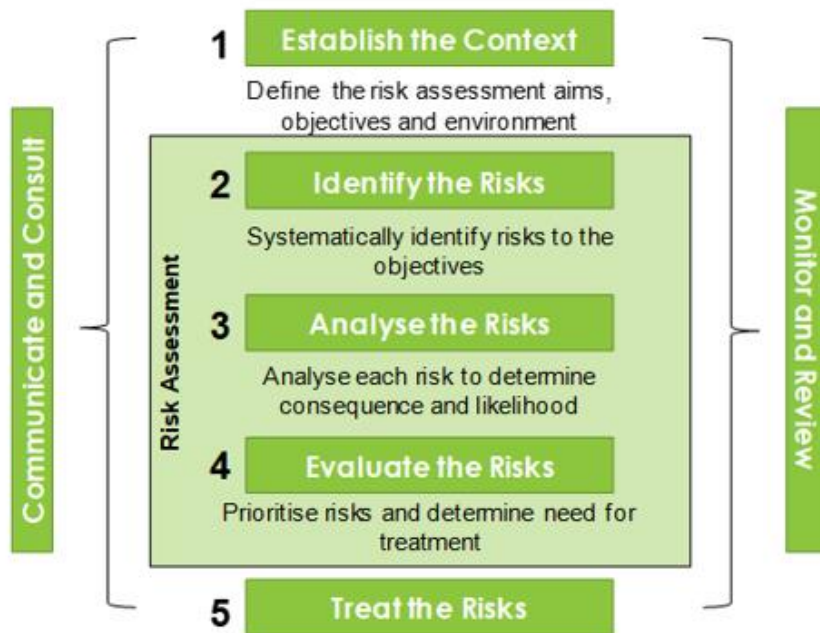 1 Establish the Context
Define the risk assessment aims,
objectives and environment
2 Identify the Risks
Systematically identify risks to the
objectives
3 Analyse the Risks
Analyse each risk to determine
consequence and likelihood
4 Evaluate the Risks
Prioritise risks and determine need for
treatment
5 Treat the Risks
Communicate and Consult
Risk Assessment
Monitor and Review